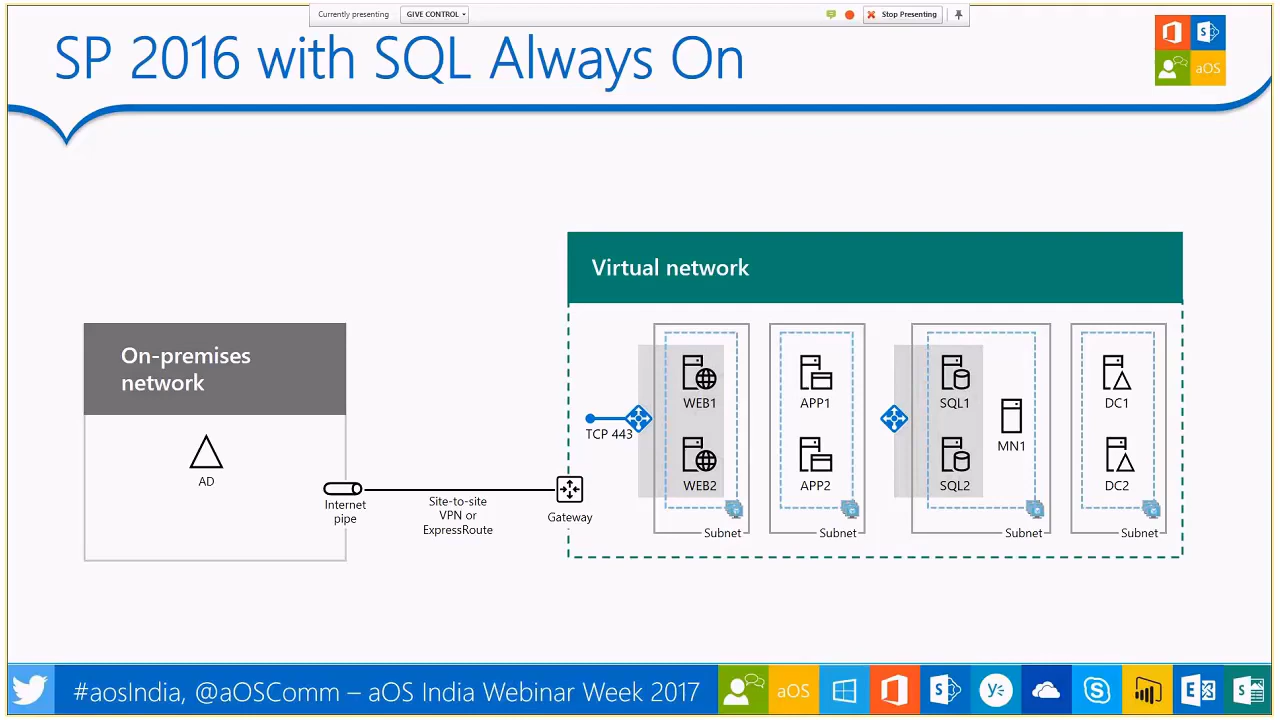 Currently presenting
GIVE CONTROL
Stop Presenting
SP 2016 with SQL Always On
aOS
Virtual network
On-premises
network
AD
Internet
pipe
Site-to-site
VPN or
ExpressRoute
Gateway
TCP 443
WEB1
WEB2
Subnet
APP1
APP2
Subnet
SQL1
SQL2
MN1
Subnet
DC1
DC2
Subnet
#aosIndia, @aOSComm – aOS India Webinar Week 2017
aOS